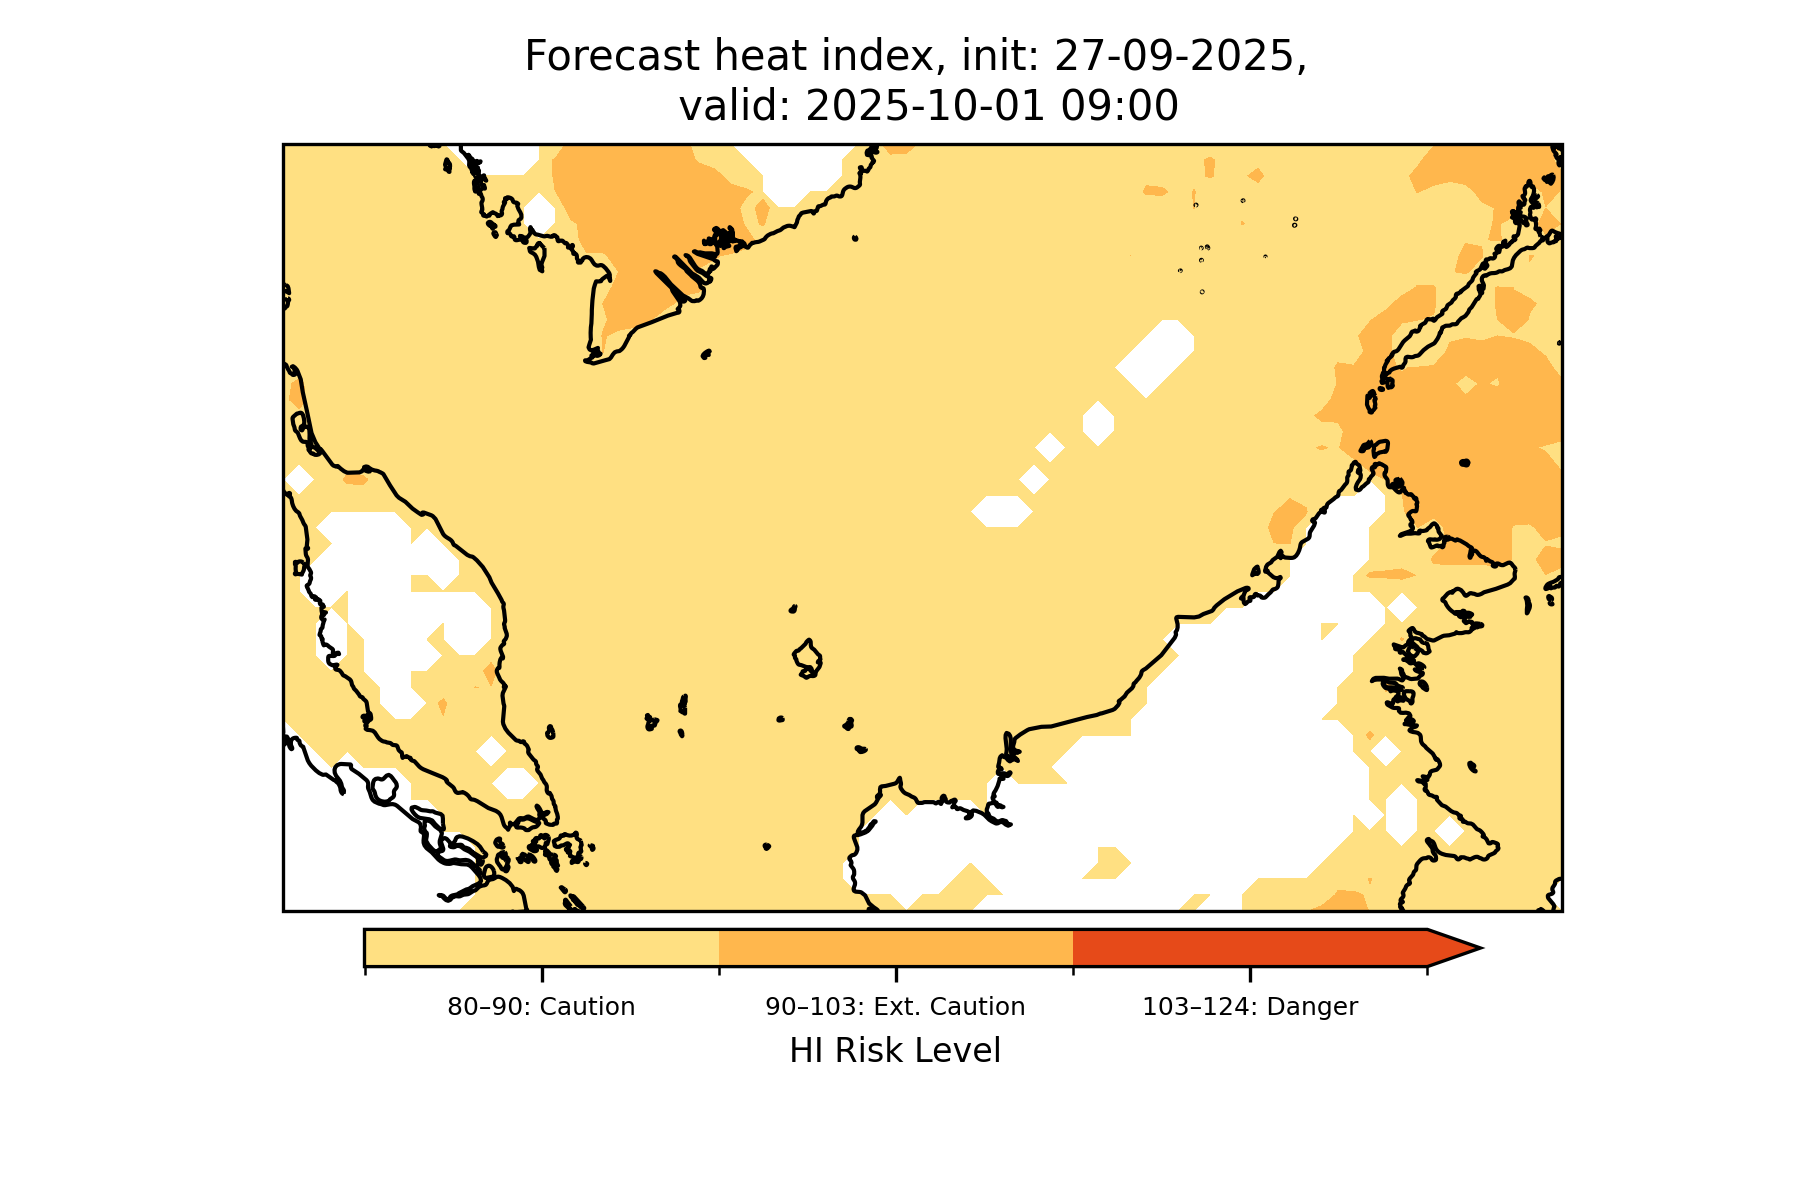 Forecast heat index, init: 27-09-2025,
valid: 2025-10-01 09:00
80–90: Caution
90–103: Ext. Caution
103–124: Danger
HI Risk Level